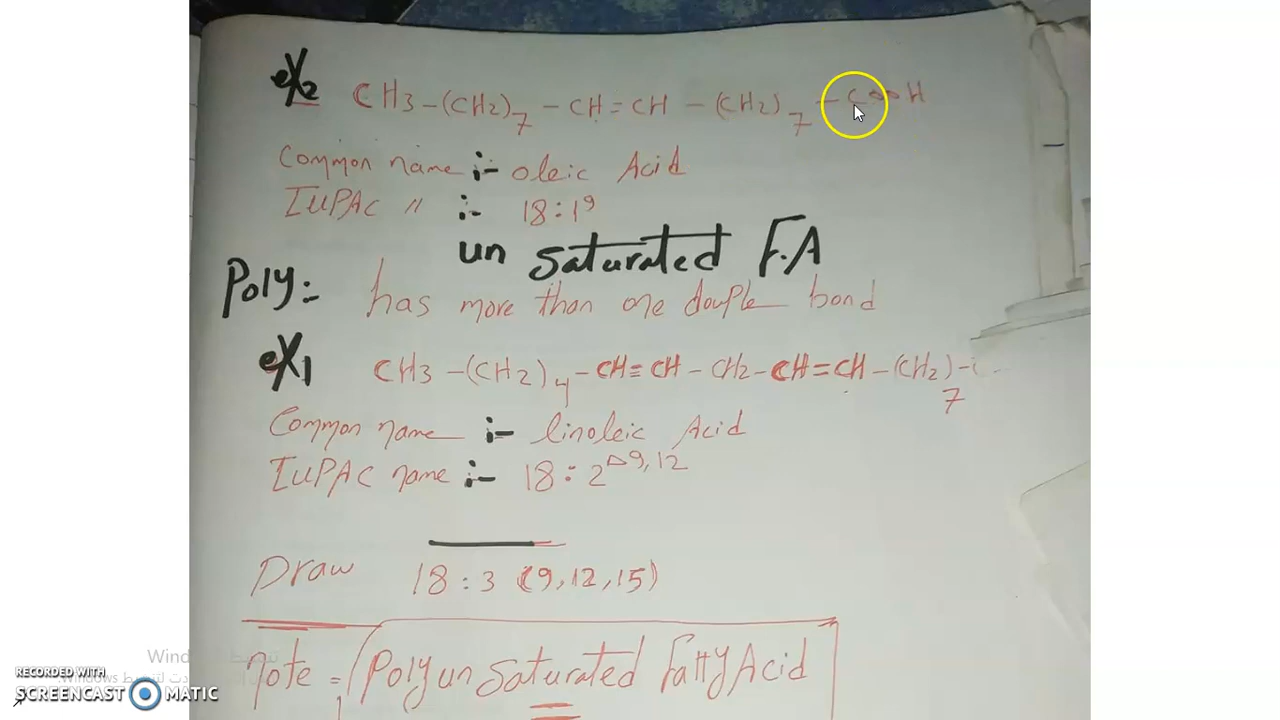 ex2 CH3-(CH2)7-CH=CH-(CH2)7-COOH
Common name :- oleic Acid
IUPAC " :- 18:1⁹
un saturated F.A
Poly:- has more than one douple bond
ex1 CH3-(CH2)4-CH=CH-CH2-CH=CH-(CH2)7-
Common name :- linoleic Acid
IUPAC name :- 18:2^Δ9,12
Draw 18:3 (9,12,15)
note = Poly un saturated Fatty Acid
RECORDED WITH
SCREENCAST MATIC